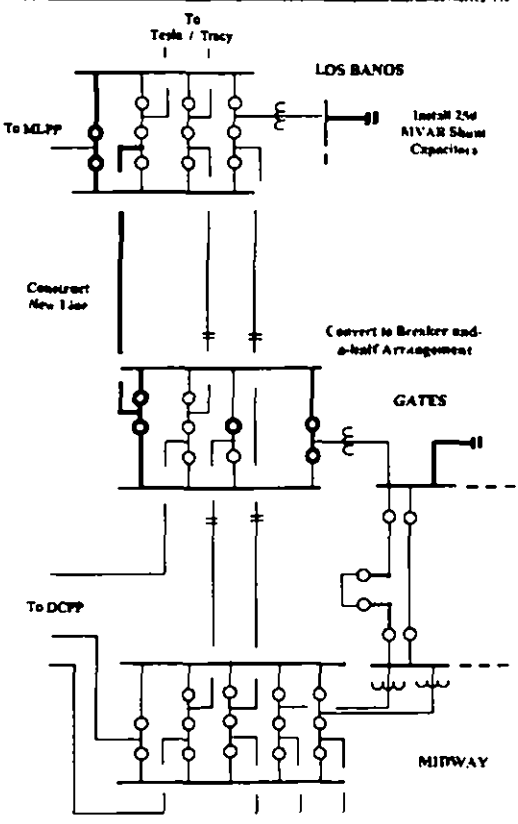 To
Tesla / Tracy
LOS BANOS
To MLPP
Install 250
MVAR Shunt
Capacitors
Construct
New Line
Convert to Breaker-and-
a-half Arrangement
GATES
To DCPP
MIDWAY